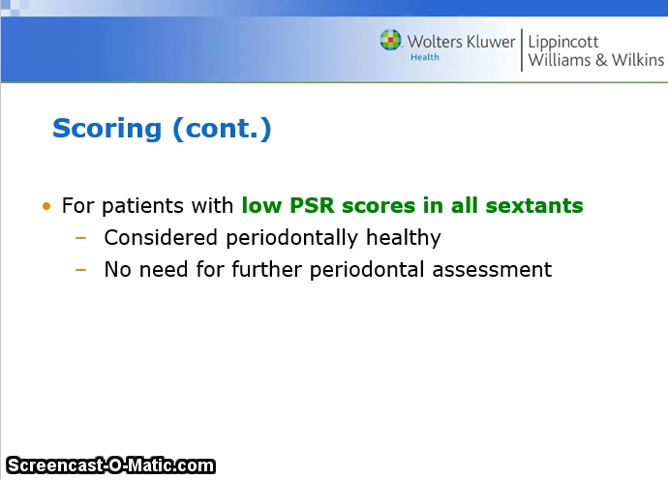 Wolters Kluwer
Health
Lippincott
Williams & Wilkins
Scoring (cont.)
• For patients with low PSR scores in all sextants
– Considered periodontally healthy
– No need for further periodontal assessment
Screencast-O-Matic.com